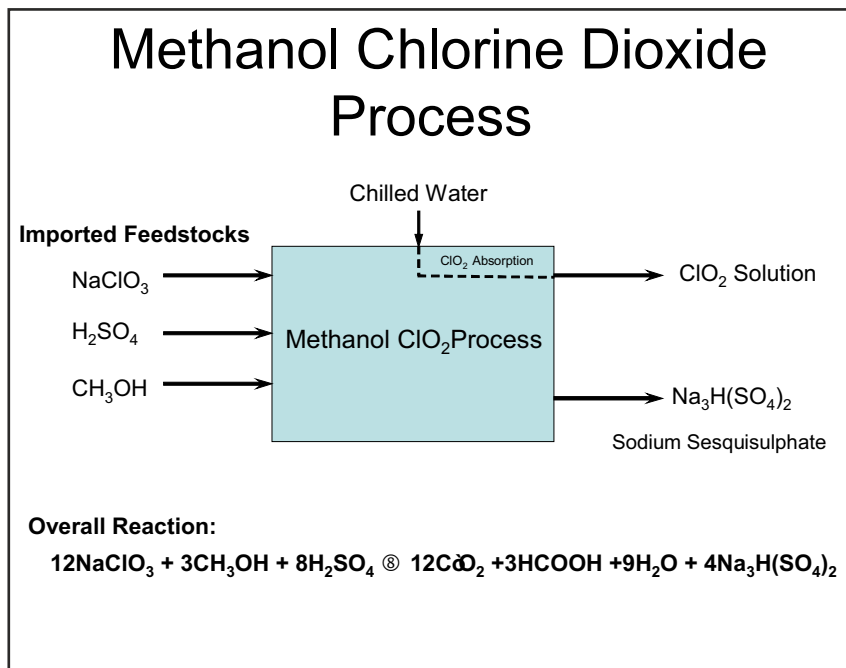 Methanol Chlorine Dioxide
Process
Chilled Water
Imported Feedstocks
ClO₂ Absorption
NaClO₃
ClO₂ Solution
H₂SO₄
Methanol ClO₂Process
CH₃OH
Na₃H(SO₄)₂
Sodium Sesquisulphate
Overall Reaction:
12NaClO₃ + 3CH₃OH + 8H₂SO₄ ⑧ 12CòO₂ +3HCOOH +9H₂O + 4Na₃H(SO₄)₂